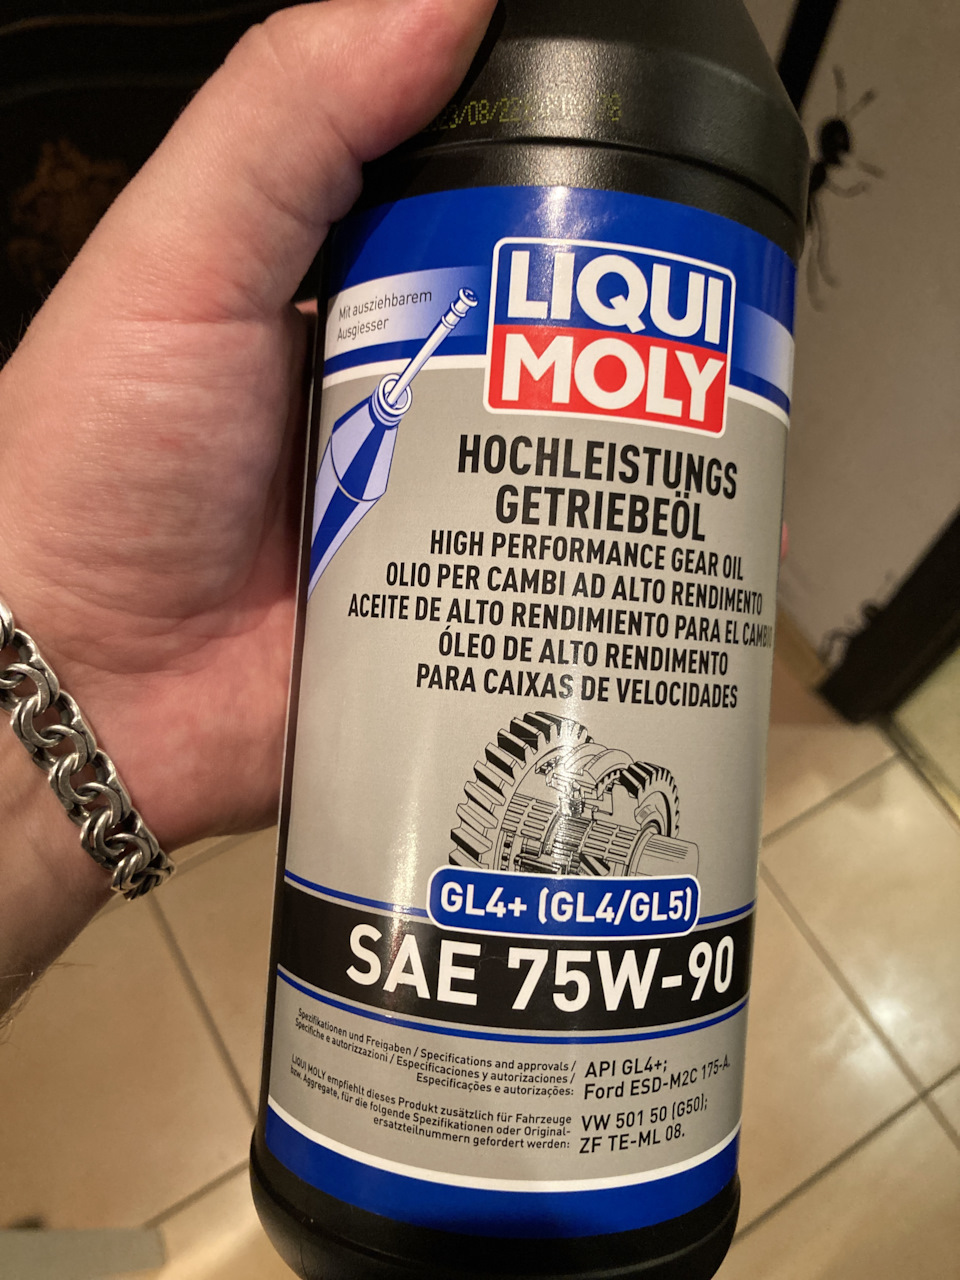 Mit ausziehbarem
Ausgiesser
LIQUI
MOLY
HOCHLEISTUNGS
GETRIEBEÖL
HIGH PERFORMANCE GEAR OIL
OLIO PER CAMBI AD ALTO RENDIMENTO
ACEITE DE ALTO RENDIMIENTO PARA EL CAMBIO
ÓLEO DE ALTO RENDIMENTO
PARA CAIXAS DE VELOCIDADES
GL4+ (GL4/GL5)
SAE 75W-90
Spezifikationen und Freigaben / Specifications and approvals /
Specifiche e autorizzazioni / Especificaciones y autorizaciones /
Especificações e autorizações:
API GL4+;
Ford ESD-M2C 175-A.
LIQUI MOLY empfiehlt dieses Produkt zusätzlich für Fahrzeuge
bzw. Aggregate, für die folgende Spezifikationen oder Original-
ersatzteilnummern gefordert werden:
VW 501 50 (G50);
ZF TE-ML 08.